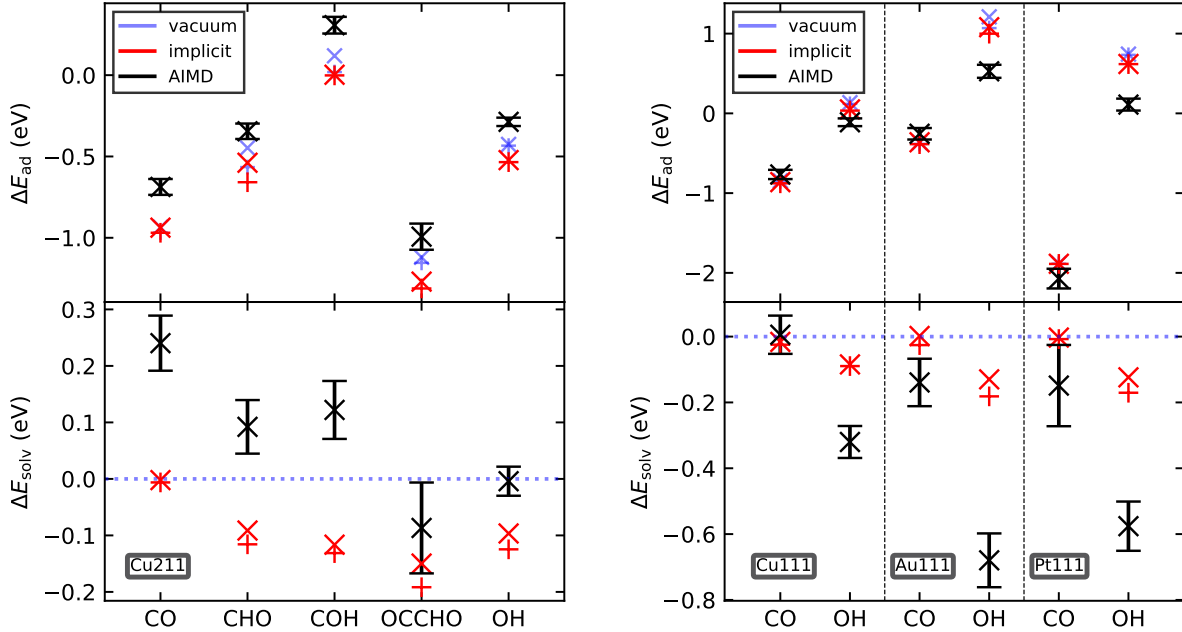 vacuum
implicit
AIMD
ΔE_ad (eV)
0.0
−0.5
−1.0
ΔE_solv (eV)
0.3
0.2
0.1
0.0
−0.1
−0.2
Cu211
CO CHO COH OCCHO OH
vacuum
implicit
AIMD
ΔE_ad (eV)
1
0
−1
−2
ΔE_solv (eV)
0.0
−0.2
−0.4
−0.6
−0.8
Cu111 Au111 Pt111
CO OH CO OH CO OH